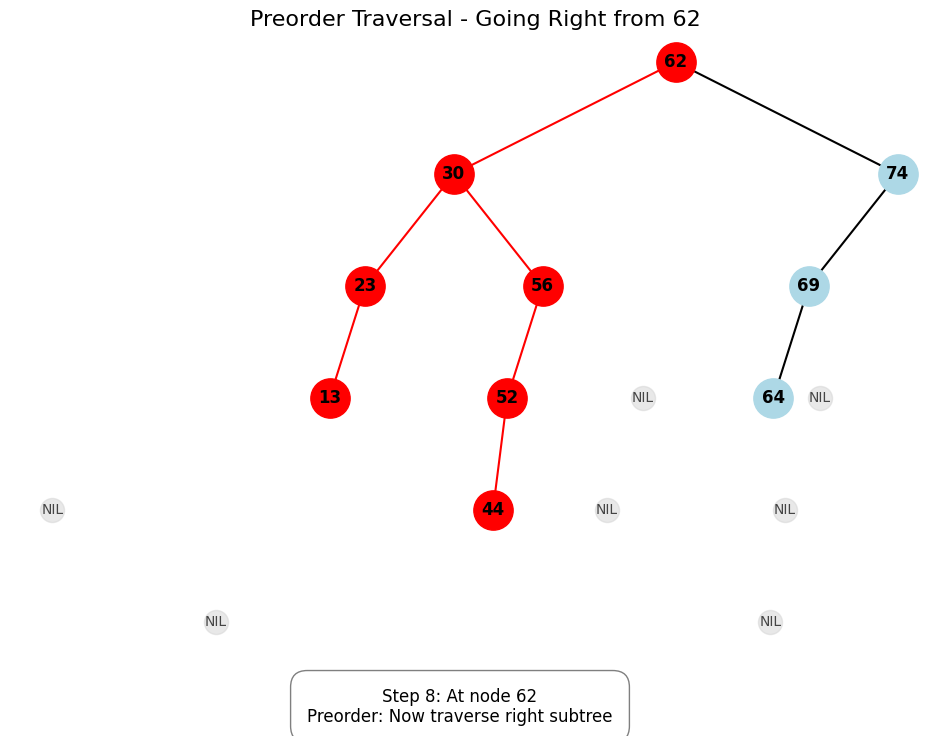 Preorder Traversal - Going Right from 62
62
30
74
23
56
69
13
52
NIL
64
NIL
NIL
44
NIL
NIL
NIL
NIL
Step 8: At node 62
Preorder: Now traverse right subtree